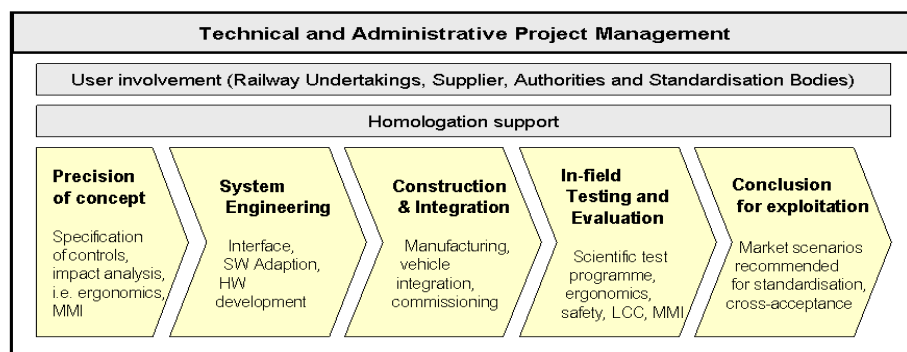 Technical and Administrative Project Management
User involvement (Railway Undertakings, Supplier, Authorities and Standardisation Bodies)
Homologation support
Precision
of concept
Specification
of controls,
impact analysis,
i.e. ergonomics,
MMI
System
Engineering
Interface,
SW Adaption,
HW
development
Construction
& Integration
Manufacturing,
vehicle
integration,
commissioning
In-field
Testing and
Evaluation
Scientific test
programme,
ergonomics,
safety, LCC, MMI
Conclusion
for exploitation
Market scenarios
recommended
for standardisation,
cross-acceptance